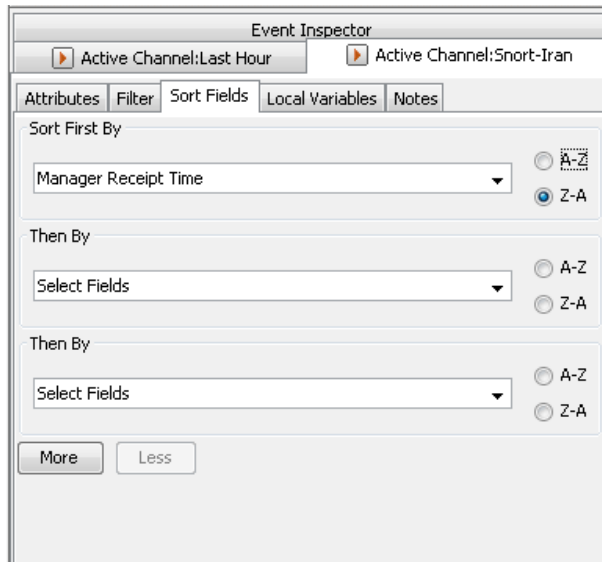 Event Inspector
Active Channel:Last Hour
Active Channel:Snort-Iran
Attributes Filter Sort Fields Local Variables Notes
Sort First By
A-Z
Manager Receipt Time
Z-A
Then By
A-Z
Select Fields
Z-A
Then By
A-Z
Select Fields
Z-A
More Less